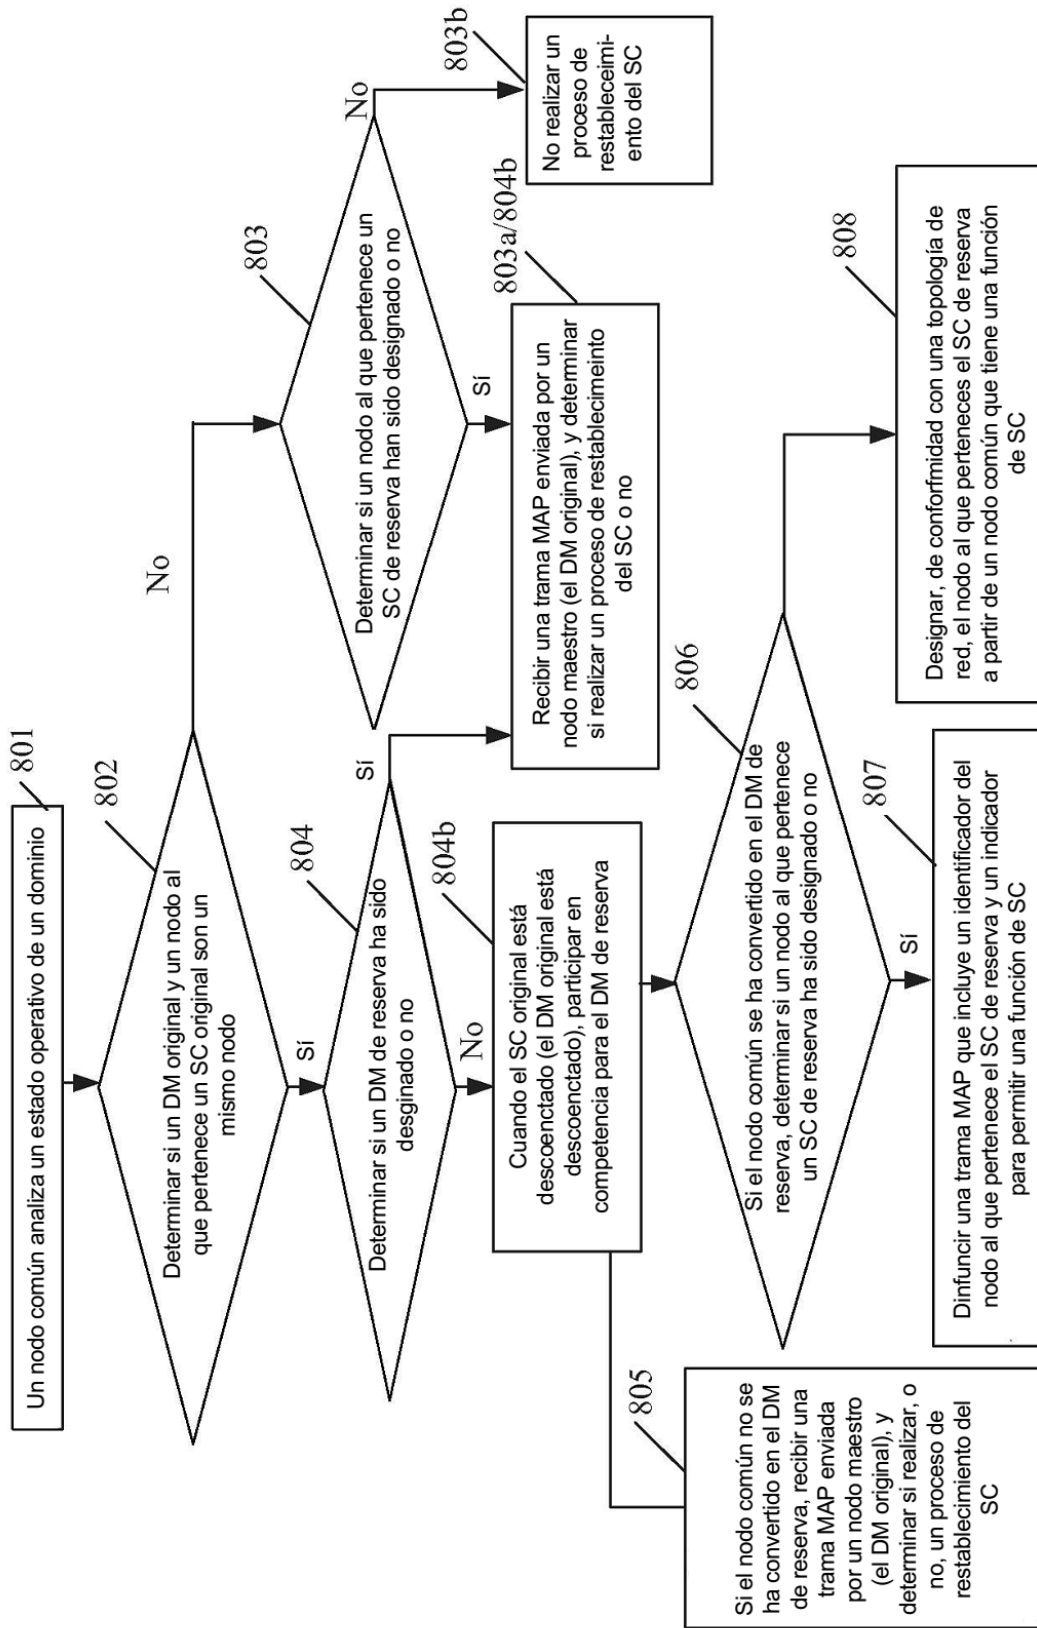 801
Un nodo común analiza un estado operativo de un dominio
802
Determinar si un DM original y un nodo al
que pertenece un SC original son un
mismo nodo
No
Sí
803
Determinar si un nodo al que pertenece un
SC de reserva han sido designado o no
No
Sí
803b
No realizar un
proceso de
restableceimi-
ento del SC
803a/804b
Recibir una trama MAP enviada por un
nodo maestro (el DM original), y determinar
si realizar un proceso de restablecimeinto
del SC o no
804
Determinar si un DM de reserva ha sido
desginado o no
Sí
No
804b
Cuando el SC original está
descoenctado (el DM original está
descoenctado), participar en
competencia para el DM de reserva
805
Si el nodo común no se
ha convertido en el DM
de reserva, recibir una
trama MAP enviada
por un nodo maestro
(el DM original), y
determinar si realizar, o
no, un proceso de
restablecimiento del
SC
806
Si el nodo común se ha convertido en el DM de
reserva, determinar si un nodo al que pertenece
un SC de reserva ha sido designado o no
Sí
807
Dinfuncir una trama MAP que incluye un identificador del
nodo al que pertenece el SC de reserva y un indicador
para permitir una función de SC
808
Designar, de conforfmidad con una topología de
red, el nodo al que perteneces el SC de reserva
a partir de un nodo común que tiene una función
de SC